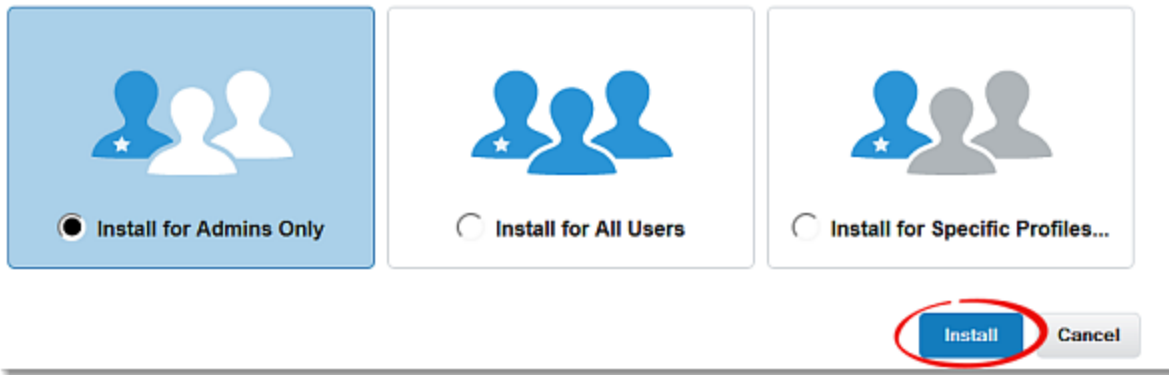 Install for Admins Only
Install for All Users
Install for Specific Profiles...
Install
Cancel